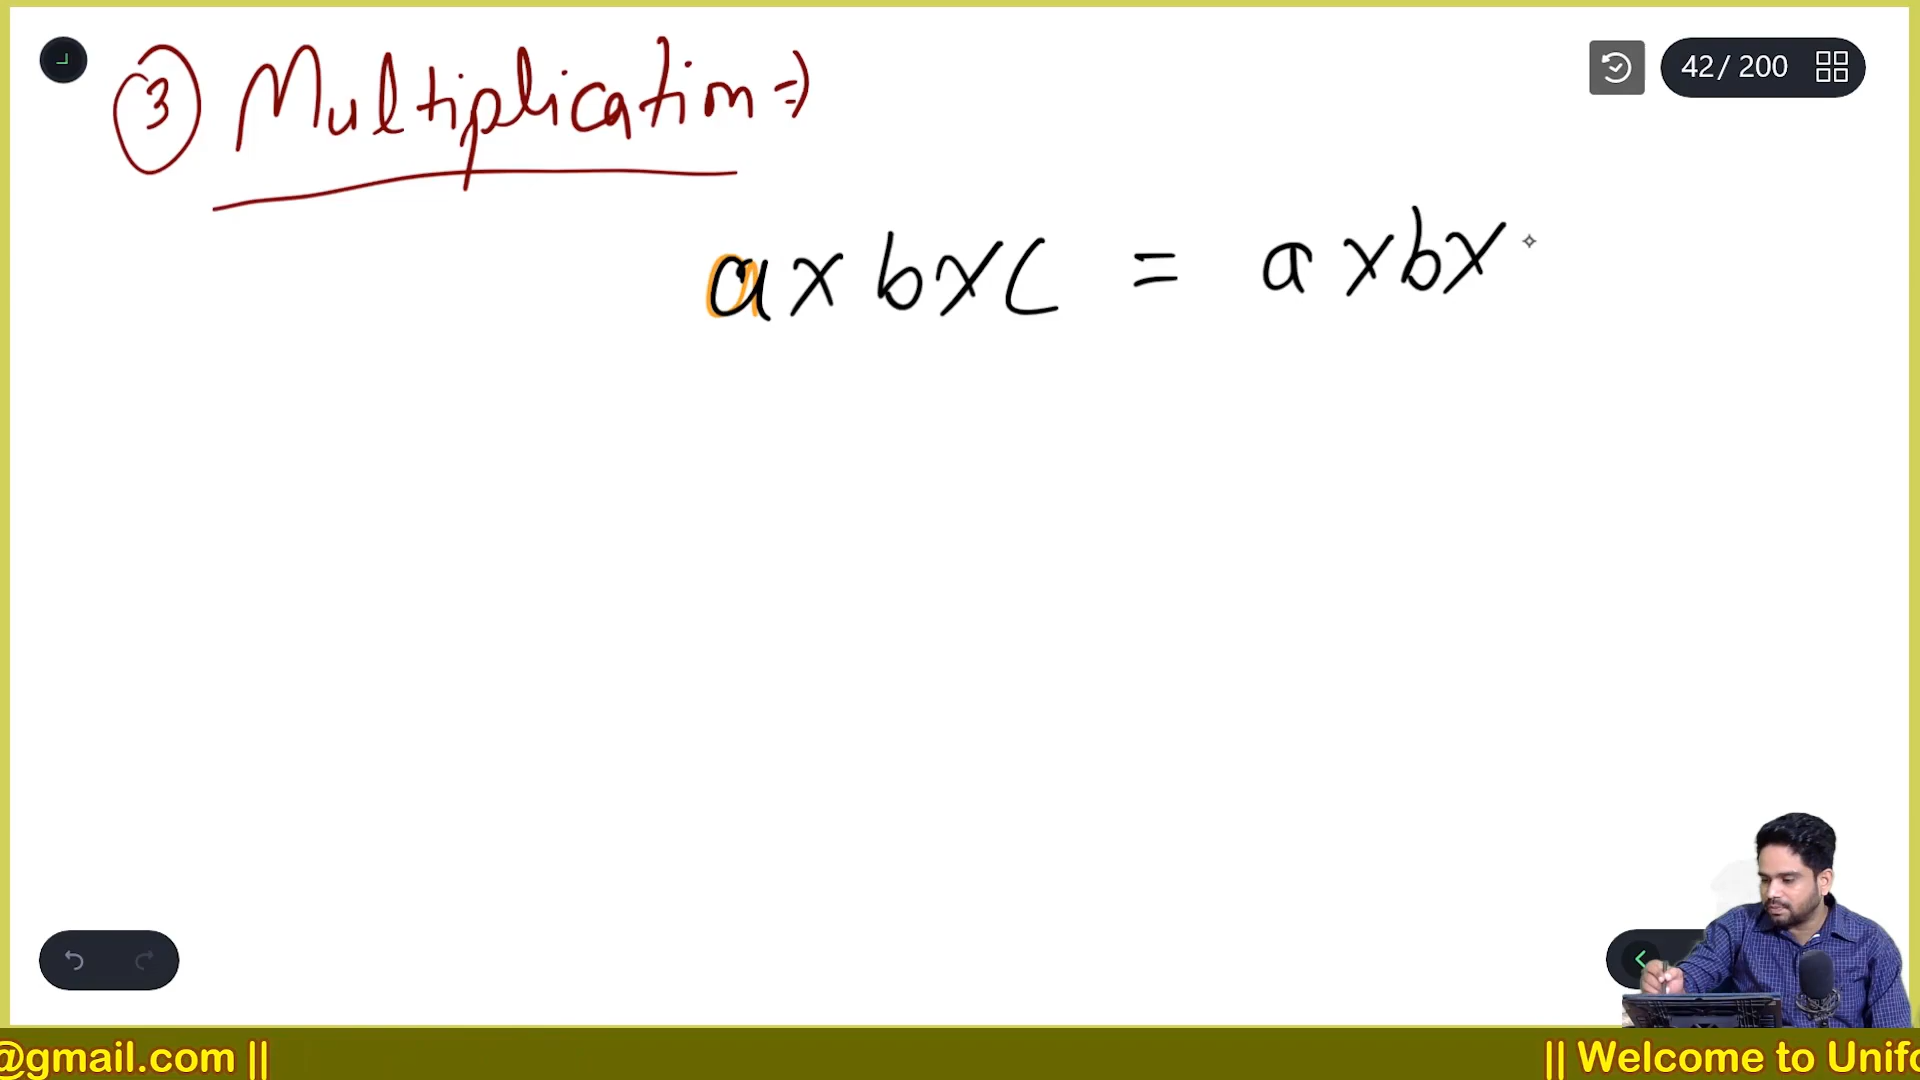 ③ Multiplication ⇒
42/ 200
a x b x c = a x b x
@gmail.com || || Welcome to Unifo